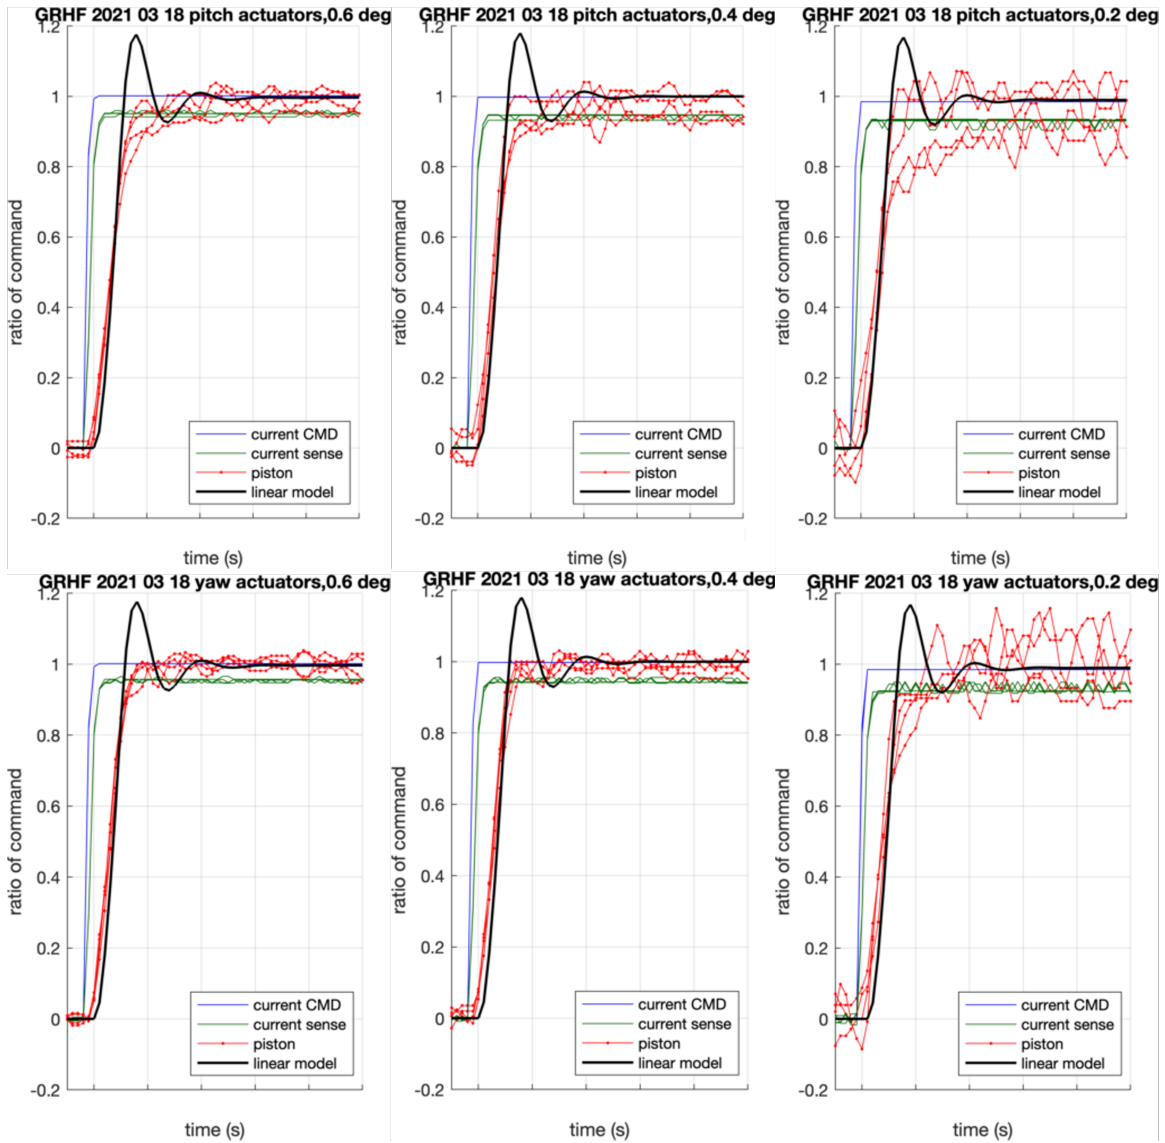 GRHF 2021 03 18 pitch actuators,0.6 deg
1.2
1
0.8
0.6
0.4
0.2
0
-0.2
ratio of command
time (s)
current CMD
current sense
piston
linear model
GRHF 2021 03 18 pitch actuators,0.4 deg
1.2
1
0.8
0.6
0.4
0.2
0
-0.2
ratio of command
time (s)
current CMD
current sense
piston
linear model
GRHF 2021 03 18 pitch actuators,0.2 deg
1.2
1
0.8
0.6
0.4
0.2
0
-0.2
ratio of command
time (s)
current CMD
current sense
piston
linear model
GRHF 2021 03 18 yaw actuators,0.6 deg
1.2
1
0.8
0.6
0.4
0.2
0
-0.2
ratio of command
time (s)
current CMD
current sense
piston
linear model
GRHF 2021 03 18 yaw actuators,0.4 deg
1.2
1
0.8
0.6
0.4
0.2
0
-0.2
ratio of command
time (s)
current CMD
current sense
piston
linear model
GRHF 2021 03 18 yaw actuators,0.2 deg
1.2
1
0.8
0.6
0.4
0.2
0
-0.2
ratio of command
time (s)
current CMD
current sense
piston
linear model